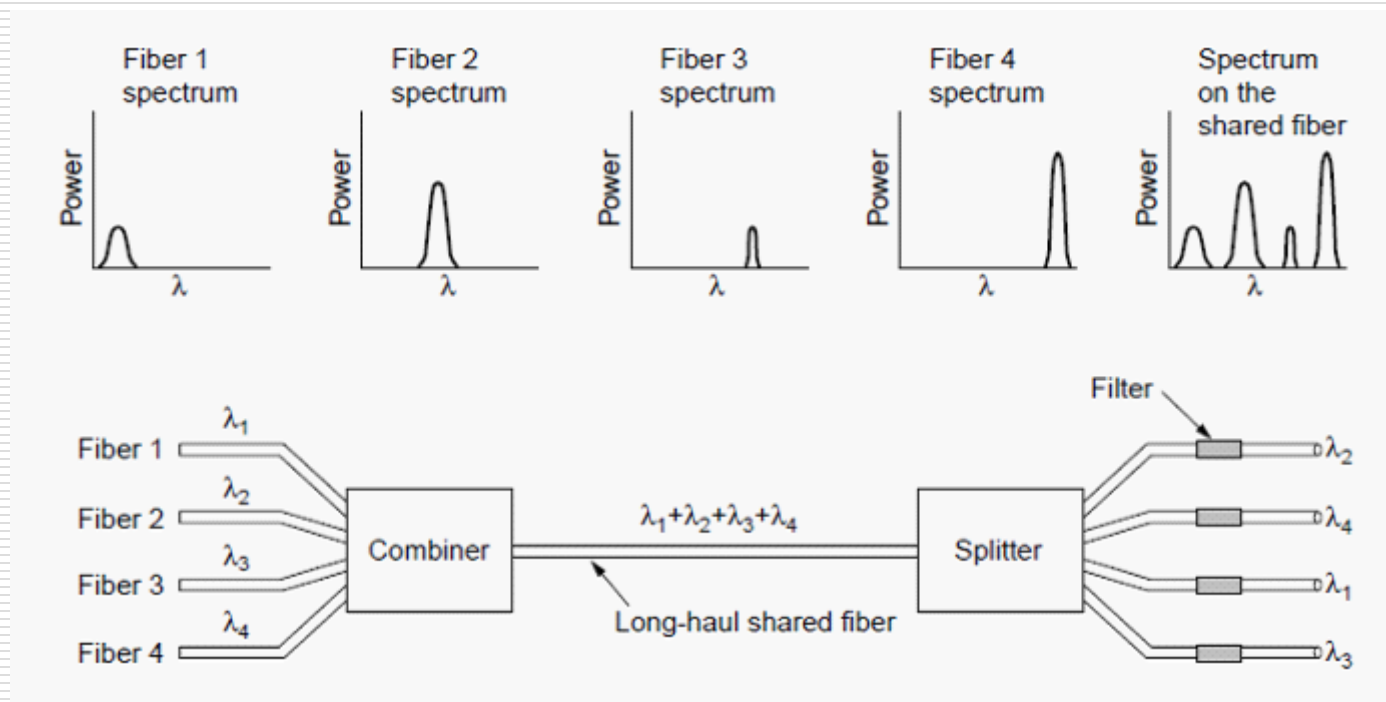 Fiber 1
spectrum
Power
λ
Fiber 2
spectrum
Power
λ
Fiber 3
spectrum
Power
λ
Fiber 4
spectrum
Power
λ
Spectrum
on the
shared fiber
Power
λ
Filter
Fiber 1
λ1
Fiber 2
λ2
Fiber 3
λ3
Fiber 4
λ4
Combiner
λ1+λ2+λ3+λ4
Long-haul shared fiber
Splitter
λ2
λ4
λ1
λ3